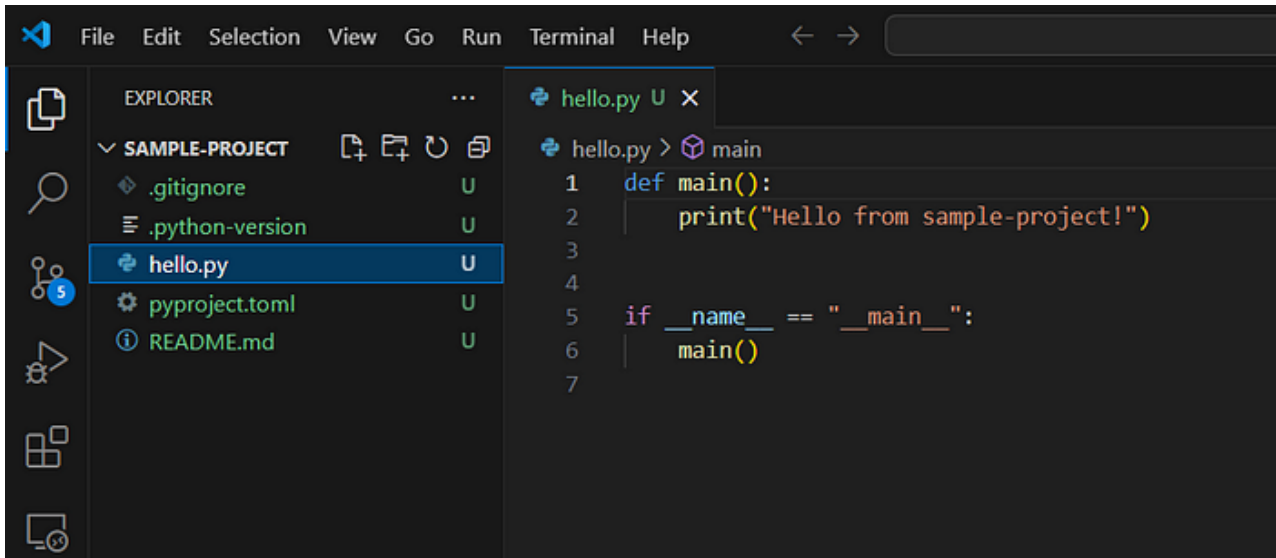 File Edit Selection View Go Run Terminal Help
EXPLORER
SAMPLE-PROJECT
.gitignore U
.python-version U
hello.py U
pyproject.toml U
README.md U
5
hello.py U
hello.py > main
1 def main():
2     print("Hello from sample-project!")
3
4
5 if __name__ == "__main__":
6     main()
7